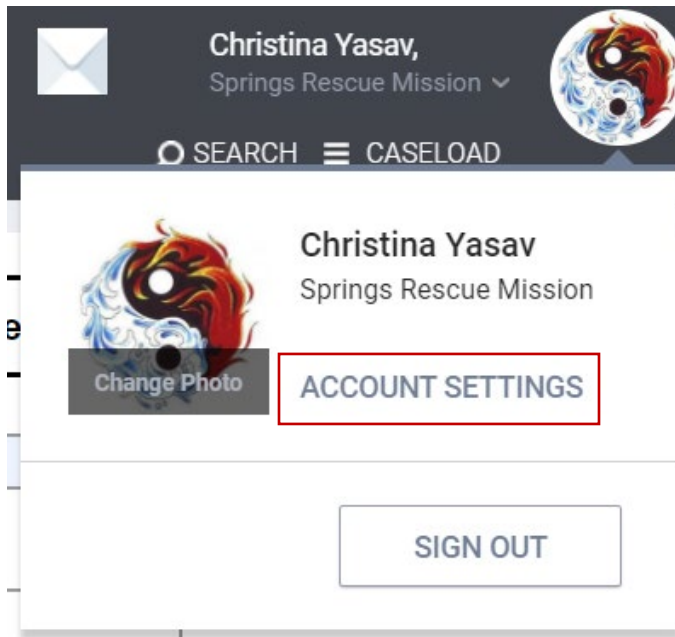 Christina Yasav,
Springs Rescue Mission
SEARCH CASELOAD
Christina Yasav
Springs Rescue Mission
Change Photo
ACCOUNT SETTINGS
SIGN OUT
e